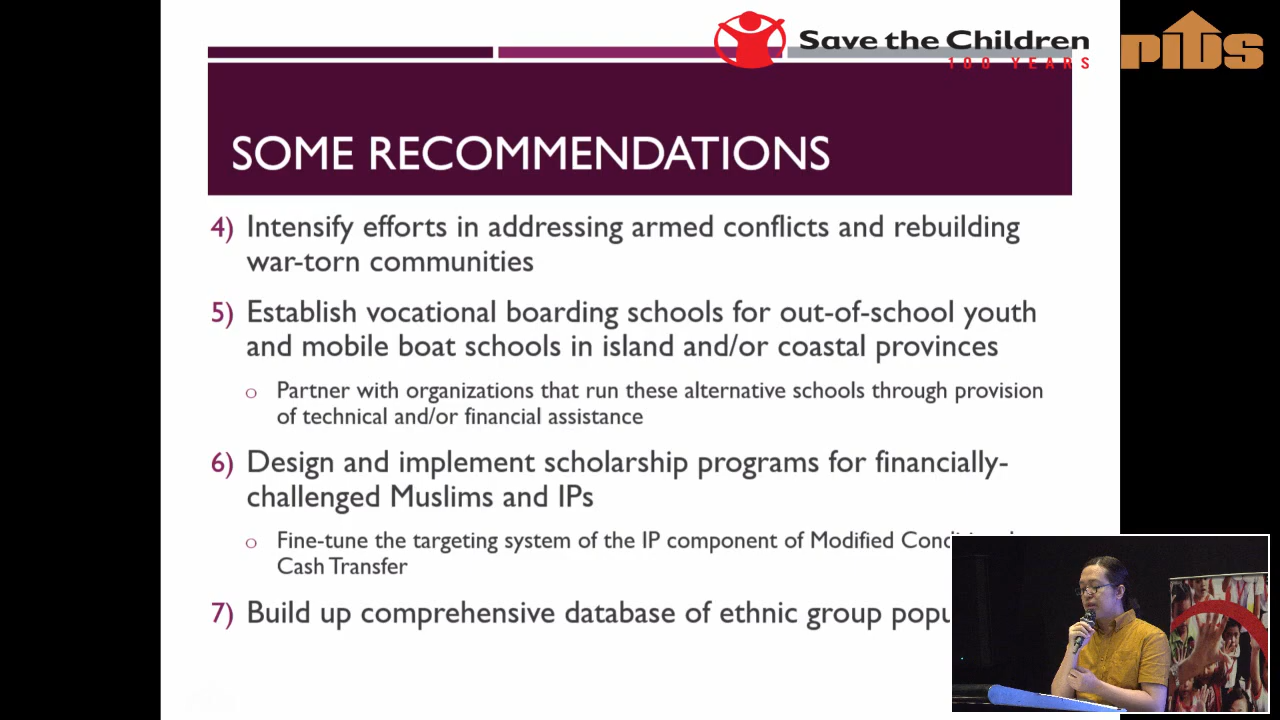 Save the Children
100 YEARS
PIDS
SOME RECOMMENDATIONS
4) Intensify efforts in addressing armed conflicts and rebuilding
war-torn communities
5) Establish vocational boarding schools for out-of-school youth
and mobile boat schools in island and/or coastal provinces
o Partner with organizations that run these alternative schools through provision
of technical and/or financial assistance
6) Design and implement scholarship programs for financially-
challenged Muslims and IPs
o Fine-tune the targeting system of the IP component of Modified
Cash Transfer
7) Build up comprehensive database of ethnic group